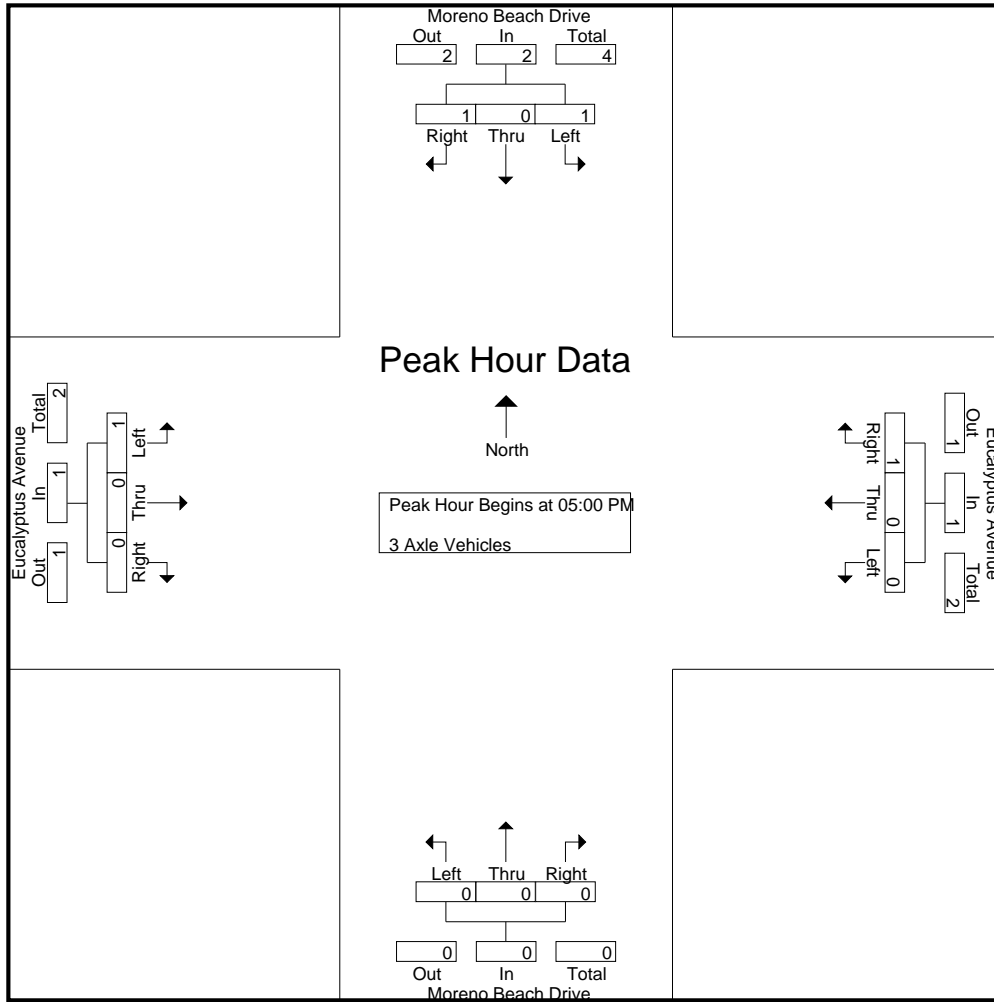 Moreno Beach Drive
Out In Total
2 2 4
1 0 1
Right Thru Left
Peak Hour Data
North
Peak Hour Begins at 05:00 PM
3 Axle Vehicles
Eucalyptus Avenue
Out In Total
1 1 2
Left Thru Right
1 0 0
Eucalyptus Avenue
Out In Total
1 1 2
Right Thru Left
1 0 0
Left Thru Right
0 0 0
0 0 0
Out In Total
Moreno Beach Drive